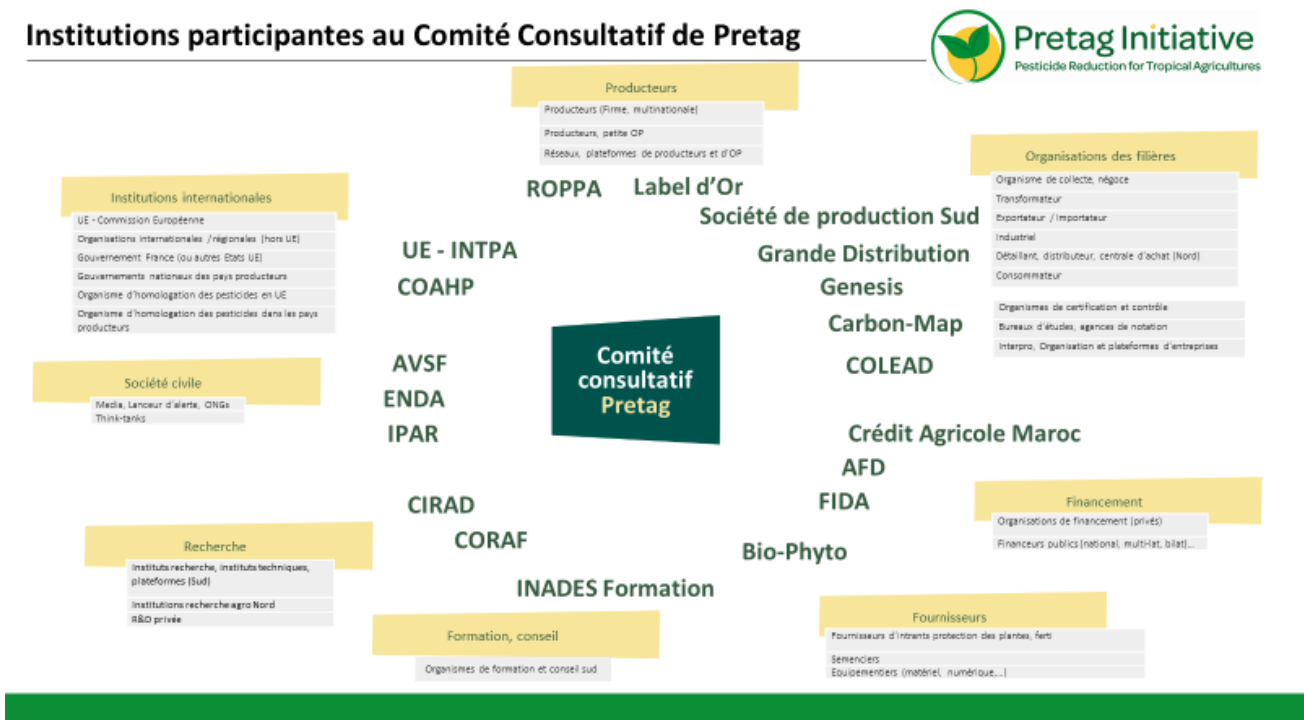 Institutions participantes au Comité Consultatif de Pretag
Pretag Initiative
Pesticide Reduction for Tropical Agricultures
Producteurs
Producteurs (Firme, multinationale)
Producteurs, petite OP
Réseaux, plateformes de producteurs et d'OP
Organisations des filières
Organisme de collecte, négoce
Transformateur
Exportateur / Importateur
Industriel
Détaillant, distributeur, centrale d'achat (Nord)
Consommateur
Organismes de certification et contrôle
Bureaux d'études, agences de notation
Interpro, Organisation et plateformes d'entreprises
Institutions internationales
UE - Commission Européenne
Organisations internationales / régionales (hors UE)
Gouvernement France (ou autres Etats UE)
Gouvernements nationaux des pays producteurs
Organisme d'homologation des pesticides en UE
Organisme d'homologation des pesticides dans les pays
producteurs
ROPPA
Label d'Or
Société de production Sud
UE - INTPA
Grande Distribution
COAHP
Genesis
Carbon-Map
Comité
consultatif
Pretag
AVSF
COLEAD
ENDA
IPAR
Société civile
Media, Lanceur d'alerte, ONGs
Think-tanks
Crédit Agricole Maroc
AFD
FIDA
CIRAD
CORAF
Bio-Phyto
INADES Formation
Financement
Organisations de financement (privés)
Financeurs publics (national, multi-lat, bilat)...
Recherche
Instituts recherche, instituts techniques,
plateformes (Sud)
Institutions recherche agro Nord
R&D privée
Formation, conseil
Organismes de formation et conseil sud
Fournisseurs
Fournisseurs d'intrants protection des plantes, ferti
Semenciers
Equipementiers (matériel, numérique,...)